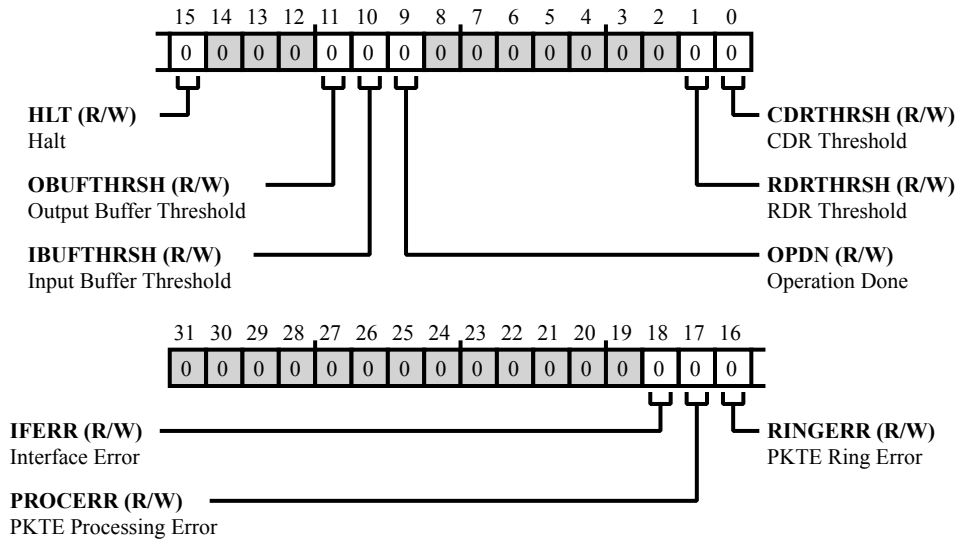 15 14 13 12 11 10 9 8 7 6 5 4 3 2 1 0
0 0 0 0 0 0 0 0 0 0 0 0 0 0 0 0
HLT (R/W)
Halt
OBUFTHRSH (R/W)
Output Buffer Threshold
IBUFTHRSH (R/W)
Input Buffer Threshold
CDRTHRSH (R/W)
CDR Threshold
RDRTHRSH (R/W)
RDR Threshold
OPDN (R/W)
Operation Done
31 30 29 28 27 26 25 24 23 22 21 20 19 18 17 16
0 0 0 0 0 0 0 0 0 0 0 0 0 0 0 0
IFERR (R/W)
Interface Error
PROCERR (R/W)
PKTE Processing Error
RINGERR (R/W)
PKTE Ring Error